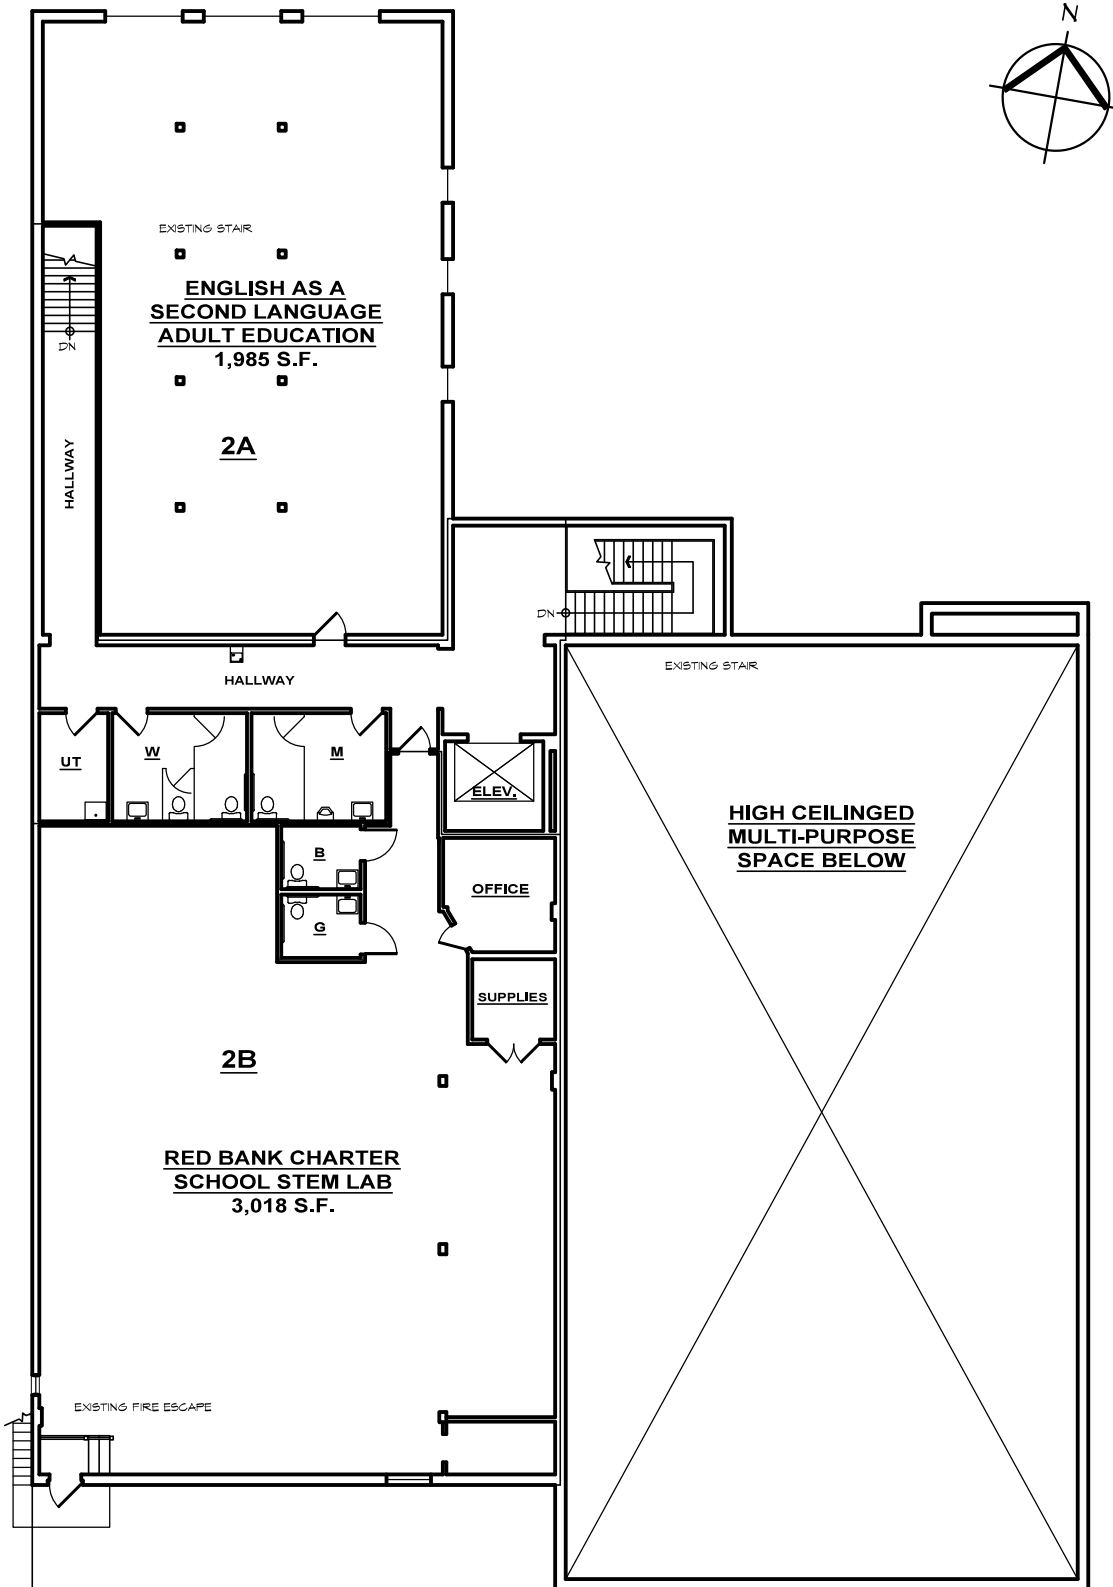 N
EXISTING STAIR
ENGLISH AS A
SECOND LANGUAGE
ADULT EDUCATION
1,985 S.F.
DN
2A
HALLWAY
DN
HALLWAY
EXISTING STAIR
UT
W
M
ELEV.
HIGH CEILINGED
MULTI-PURPOSE
SPACE BELOW
B
OFFICE
G
SUPPLIES
2B
RED BANK CHARTER
SCHOOL STEM LAB
3,018 S.F.
EXISTING FIRE ESCAPE